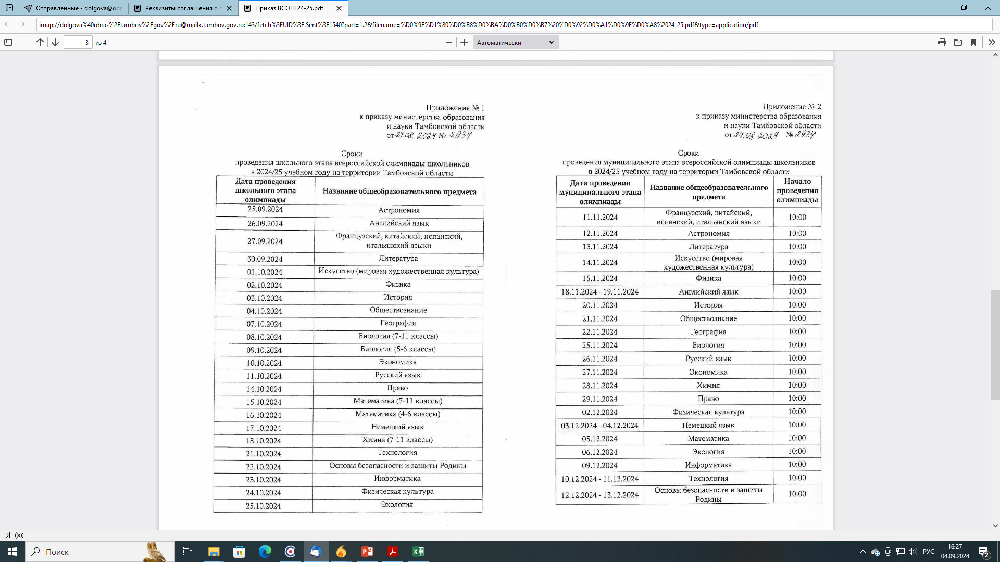 Отправленные - dolgova@obr
Реквизиты соглашения о п
Приказ ВСОШ 24-25.pdf
imap://dolgova%40obraz%2Etambov%2Egov%2Eru@mailx.tambov.gov.ru:143/fetch%3EUID%3E.Sent%3E1540?part=1.2&filename=%D0%9F%D1%80%D0%B8%D0%BA%D0%B0%D0%B7%20%D0%92%D0%A1%D0%9E%D0%A8%2024-25.pdf&type=application/pdf
3 из 4
Автоматически
Приложение № 1
к приказу министерства образования
и науки Тамбовской области
от 27.08.2024 № 2934
Сроки
проведения школьного этапа всероссийской олимпиады школьников
в 2024/25 учебном году на территории Тамбовской области
Дата проведения школьного этапа олимпиады Название общеобразовательного предмета
25.09.2024 Астрономия
26.09.2024 Английский язык
27.09.2024 Французский, китайский, испанский, итальянский языки
30.09.2024 Литература
01.10.2024 Искусство (мировая художественная культура)
02.10.2024 Физика
03.10.2024 История
04.10.2024 Обществознание
07.10.2024 География
08.10.2024 Биология (7-11 классы)
09.10.2024 Биология (5-6 классы)
10.10.2024 Экономика
11.10.2024 Русский язык
14.10.2024 Право
15.10.2024 Математика (7-11 классы)
16.10.2024 Математика (4-6 классы)
17.10.2024 Немецкий язык
18.10.2024 Химия (7-11 классы)
21.10.2024 Технология
22.10.2024 Основы безопасности и защиты Родины
23.10.2024 Информатика
24.10.2024 Физическая культура
25.10.2024 Экология
Приложение № 2
к приказу министерства образования
и науки Тамбовской области
от 27.08.2024 № 2934
Сроки
проведения муниципального этапа всероссийской олимпиады школьников
в 2024/25 учебном году на территории Тамбовской области
Дата проведения муниципального этапа олимпиады Название общеобразовательного предмета Начало проведения олимпиады
11.11.2024 Французский, китайский, испанский, итальянский языки 10:00
12.11.2024 Астрономия 10:00
13.11.2024 Литература 10:00
14.11.2024 Искусство (мировая художественная культура) 10:00
15.11.2024 Физика 10:00
18.11.2024 - 19.11.2024 Английский язык 10:00
20.11.2024 История 10:00
21.11.2024 Обществознание 10:00
22.11.2024 География 10:00
25.11.2024 Биология 10:00
26.11.2024 Русский язык 10:00
27.11.2024 Экономика 10:00
28.11.2024 Химия 10:00
29.11.2024 Право 10:00
02.12.2024 Физическая культура 10:00
03.12.2024 - 04.12.2024 Немецкий язык 10:00
05.12.2024 Математика 10:00
06.12.2024 Экология 10:00
09.12.2024 Информатика 10:00
10.12.2024 - 11.12.2024 Технология 10:00
12.12.2024 - 13.12.2024 Основы безопасности и защиты Родины 10:00
Поиск
РУС
16:27
04.09.2024
2